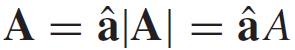 𝐀 = 𝐚̂|𝐀| = 𝐚̂𝐴